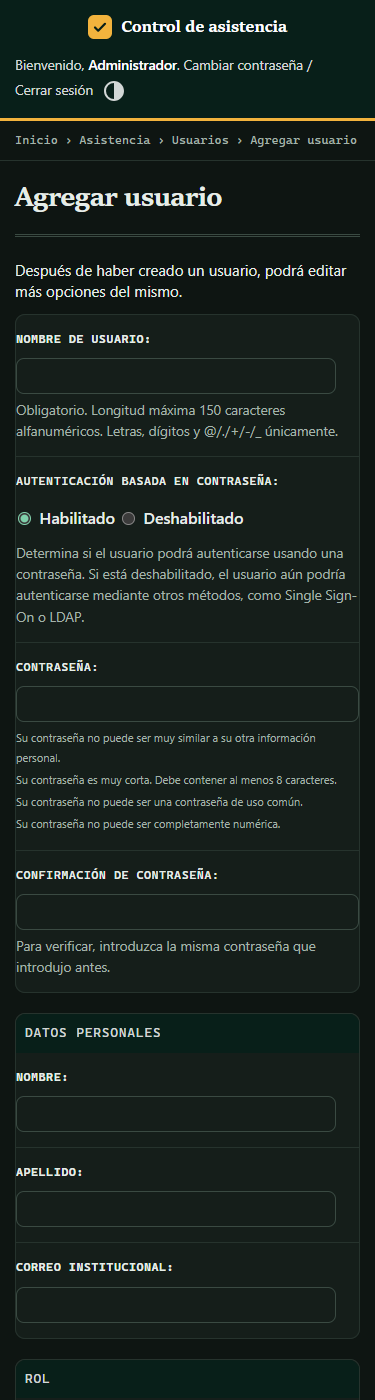 Control de asistencia
Bienvenido, Administrador. Cambiar contraseña /
Cerrar sesión
Inicio › Asistencia › Usuarios › Agregar usuario
Agregar usuario
Después de haber creado un usuario, podrá editar
más opciones del mismo.
NOMBRE DE USUARIO:
Obligatorio. Longitud máxima 150 caracteres
alfanuméricos. Letras, dígitos y @/./+/-/_ únicamente.
AUTENTICACIÓN BASADA EN CONTRASEÑA:
Habilitado Deshabilitado
Determina si el usuario podrá autenticarse usando una
contraseña. Si está deshabilitado, el usuario aún podría
autenticarse mediante otros métodos, como Single Sign-
On o LDAP.
CONTRASEÑA:
Su contraseña no puede ser muy similar a su otra información
personal.
Su contraseña es muy corta. Debe contener al menos 8 caracteres.
Su contraseña no puede ser una contraseña de uso común.
Su contraseña no puede ser completamente numérica.
CONFIRMACIÓN DE CONTRASEÑA:
Para verificar, introduzca la misma contraseña que
introdujo antes.
DATOS PERSONALES
NOMBRE:
APELLIDO:
CORREO INSTITUCIONAL:
ROL